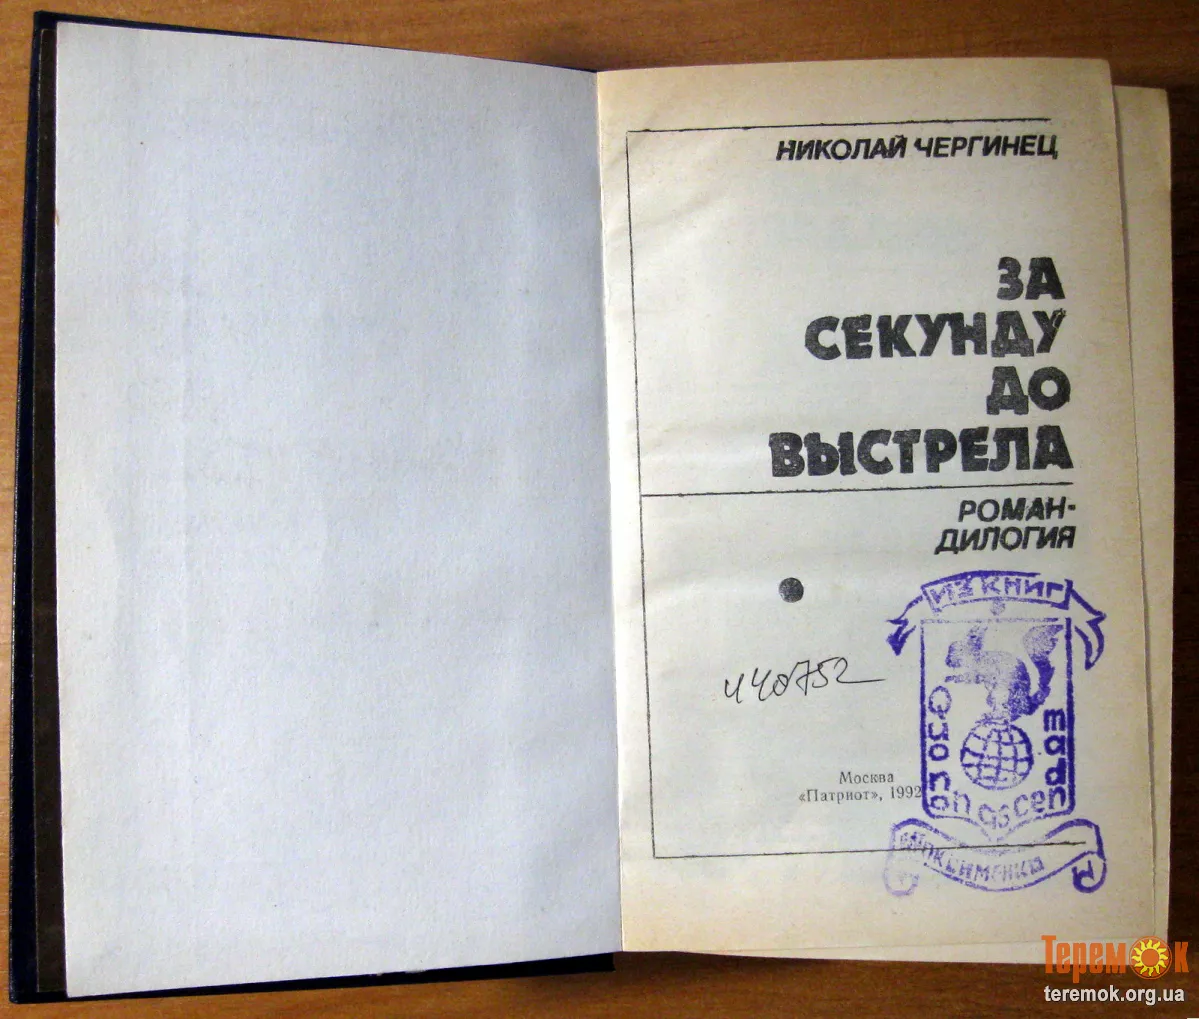 НИКОЛАЙ ЧЕРГИНЕЦ
ЗА
СЕКУНДУ
ДО
ВЫСТРЕЛА
РОМАН-
ДИЛОГИЯ
ИЗ КНИГ
440752
Москва
«Патриот», 1992
ТЕРЕМОК
teremok.org.ua